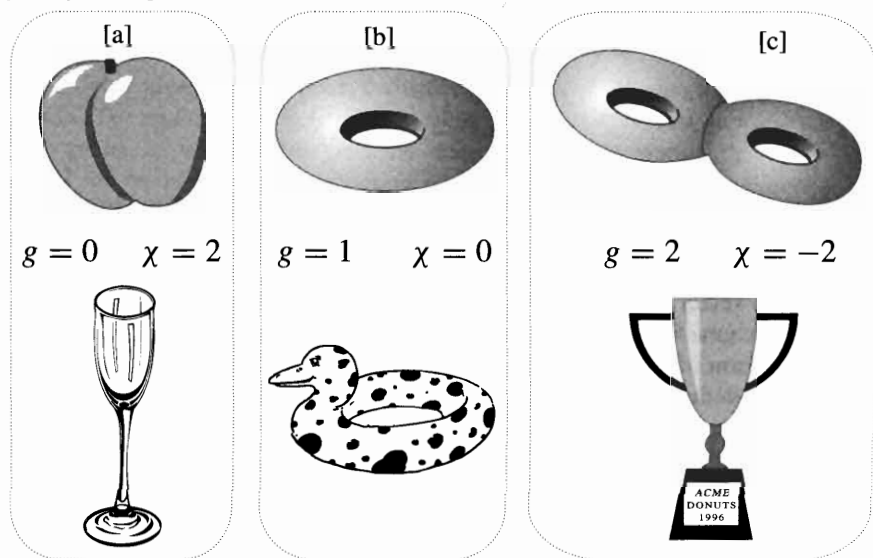 [a]
[b]
[c]
g = 0 χ = 2
g = 1 χ = 0
g = 2 χ = −2
ACME
DONUTS
1996